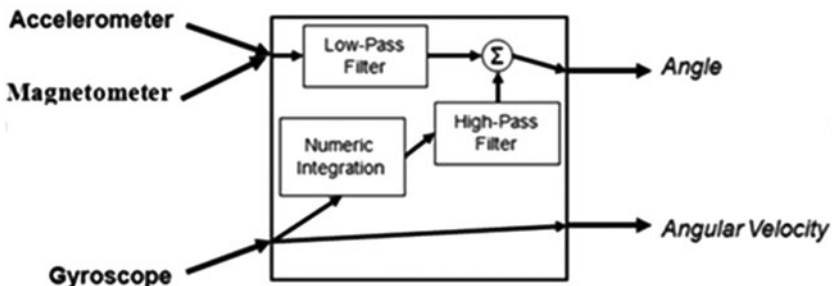 Accelerometer
Magnetometer
Low-Pass
Filter
Σ
Angle
Numeric
Integration
High-Pass
Filter
Gyroscope
Angular Velocity